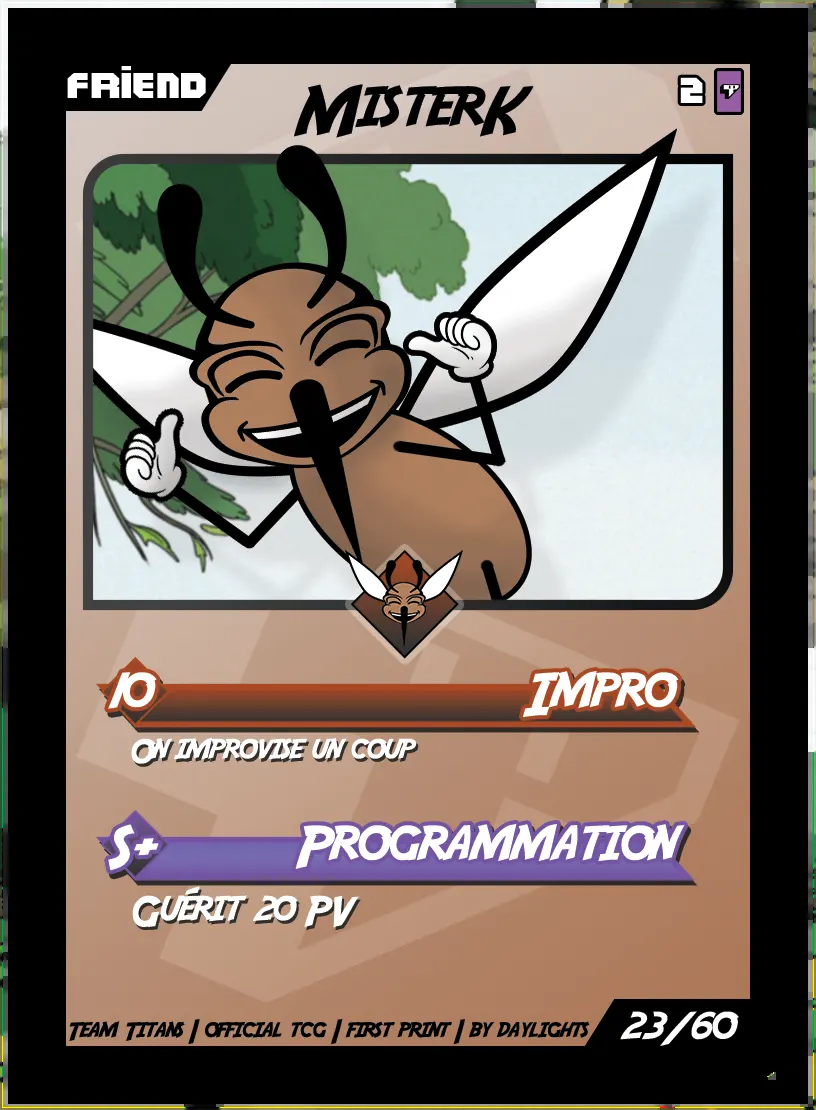 FRiEND
MisterK
2
10
Impro
On improvise un coup
S+
Programmation
Guérit 20 PV
Team Titans | official tcg | first print | by daylights
23/60